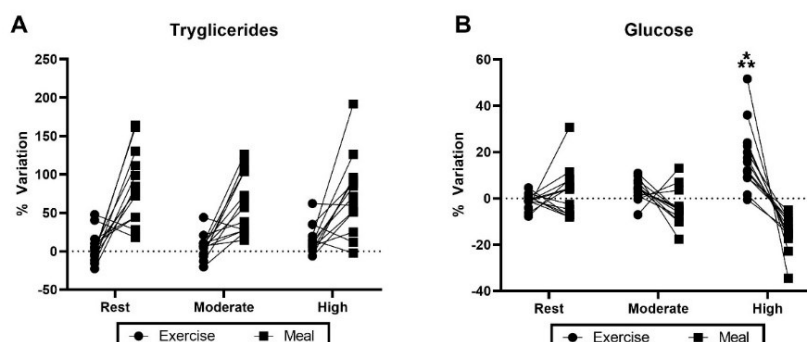 A
Tryglicerides
250
200
150
100
50
0
-50
% Variation
Rest Moderate High
Exercise Meal
B
Glucose
60
40
20
0
-20
-40
% Variation
*
**
Rest Moderate High
Exercise Meal